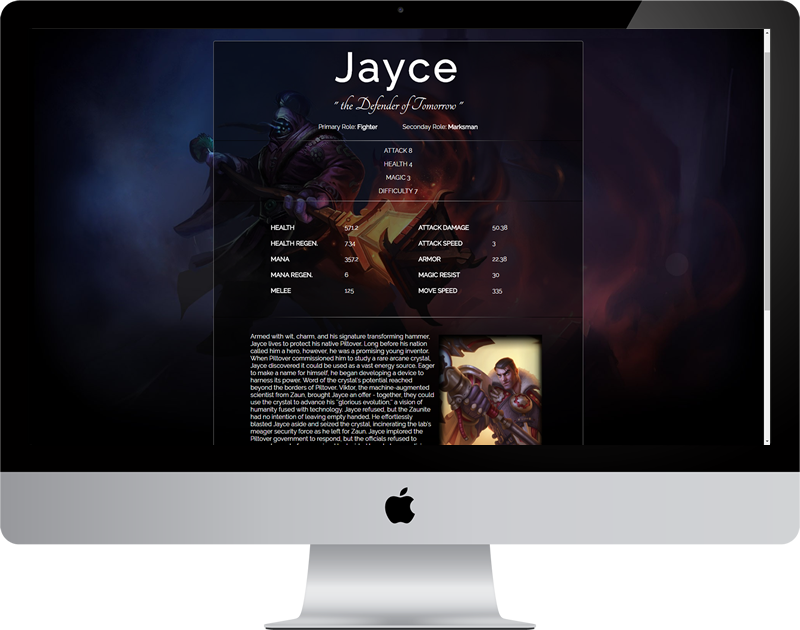 Jayce
" the Defender of Tomorrow "
Primary Role: Fighter Seconday Role: Marksman
ATTACK 8
HEALTH 4
MAGIC 3
DIFFICULTY 7
HEALTH 571.2 ATTACK DAMAGE 50.38
HEALTH REGEN. 7.34 ATTACK SPEED 3
MANA 357.2 ARMOR 22.38
MANA REGEN. 6 MAGIC RESIST 30
MELEE 125 MOVE SPEED 335
Armed with wit, charm, and his signature transforming hammer,
Jayce lives to protect his native Piltover. Long before his nation
called him a hero, however, he was a promising young inventor.
When Piltover commissioned him to study a rare arcane crystal,
Jayce discovered it could be used as a vast energy source. Eager
to make a name for himself, he began developing a device to
harness its power. Word of the crystal's potential reached
beyond the borders of Piltover. Viktor, the machine-augmented
scientist from Zaun, brought Jayce an offer - together, they could
use the crystal to advance his "glorious evolution," a vision of
humanity fused with technology. Jayce refused, but the Zaunite
had no intention of leaving empty handed. He effortlessly
blasted Jayce aside and seized the crystal, incinerating the lab's
meager security force as he left for Zaun. Jayce implored the
Piltover government to respond, but the officials refused to